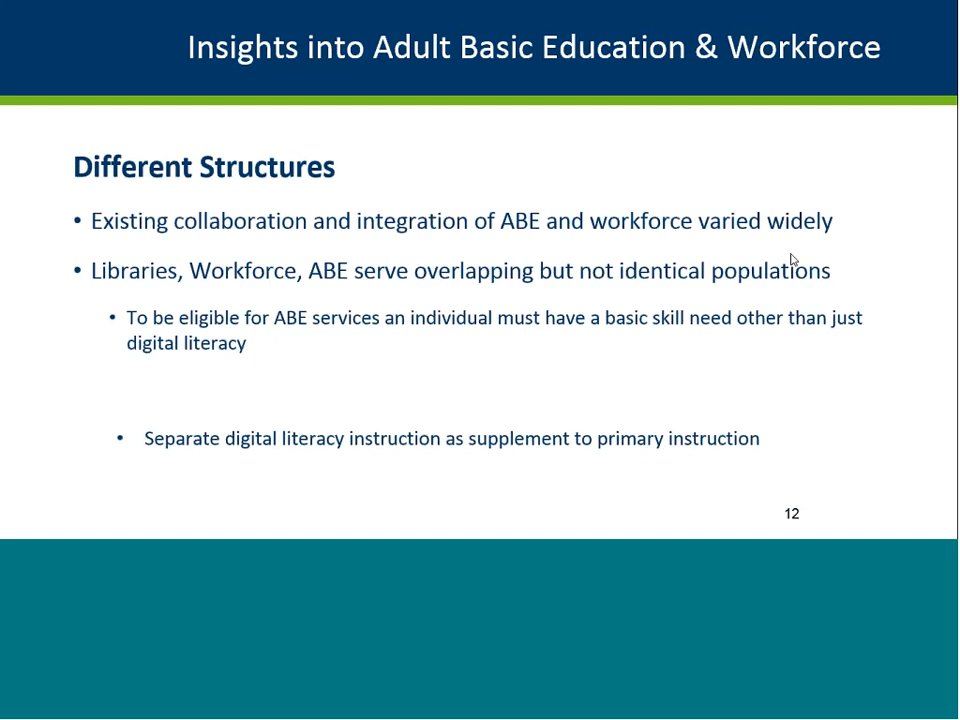 Insights into Adult Basic Education & Workforce
Different Structures
• Existing collaboration and integration of ABE and workforce varied widely
• Libraries, Workforce, ABE serve overlapping but not identical populations
• To be eligible for ABE services an individual must have a basic skill need other than just
digital literacy
• Separate digital literacy instruction as supplement to primary instruction
12